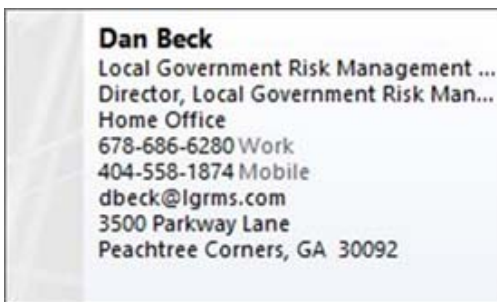 Dan Beck
Local Government Risk Management ...
Director, Local Government Risk Man...
Home Office
678-686-6280 Work
404-558-1874 Mobile
dbeck@lgrms.com
3500 Parkway Lane
Peachtree Corners, GA  30092